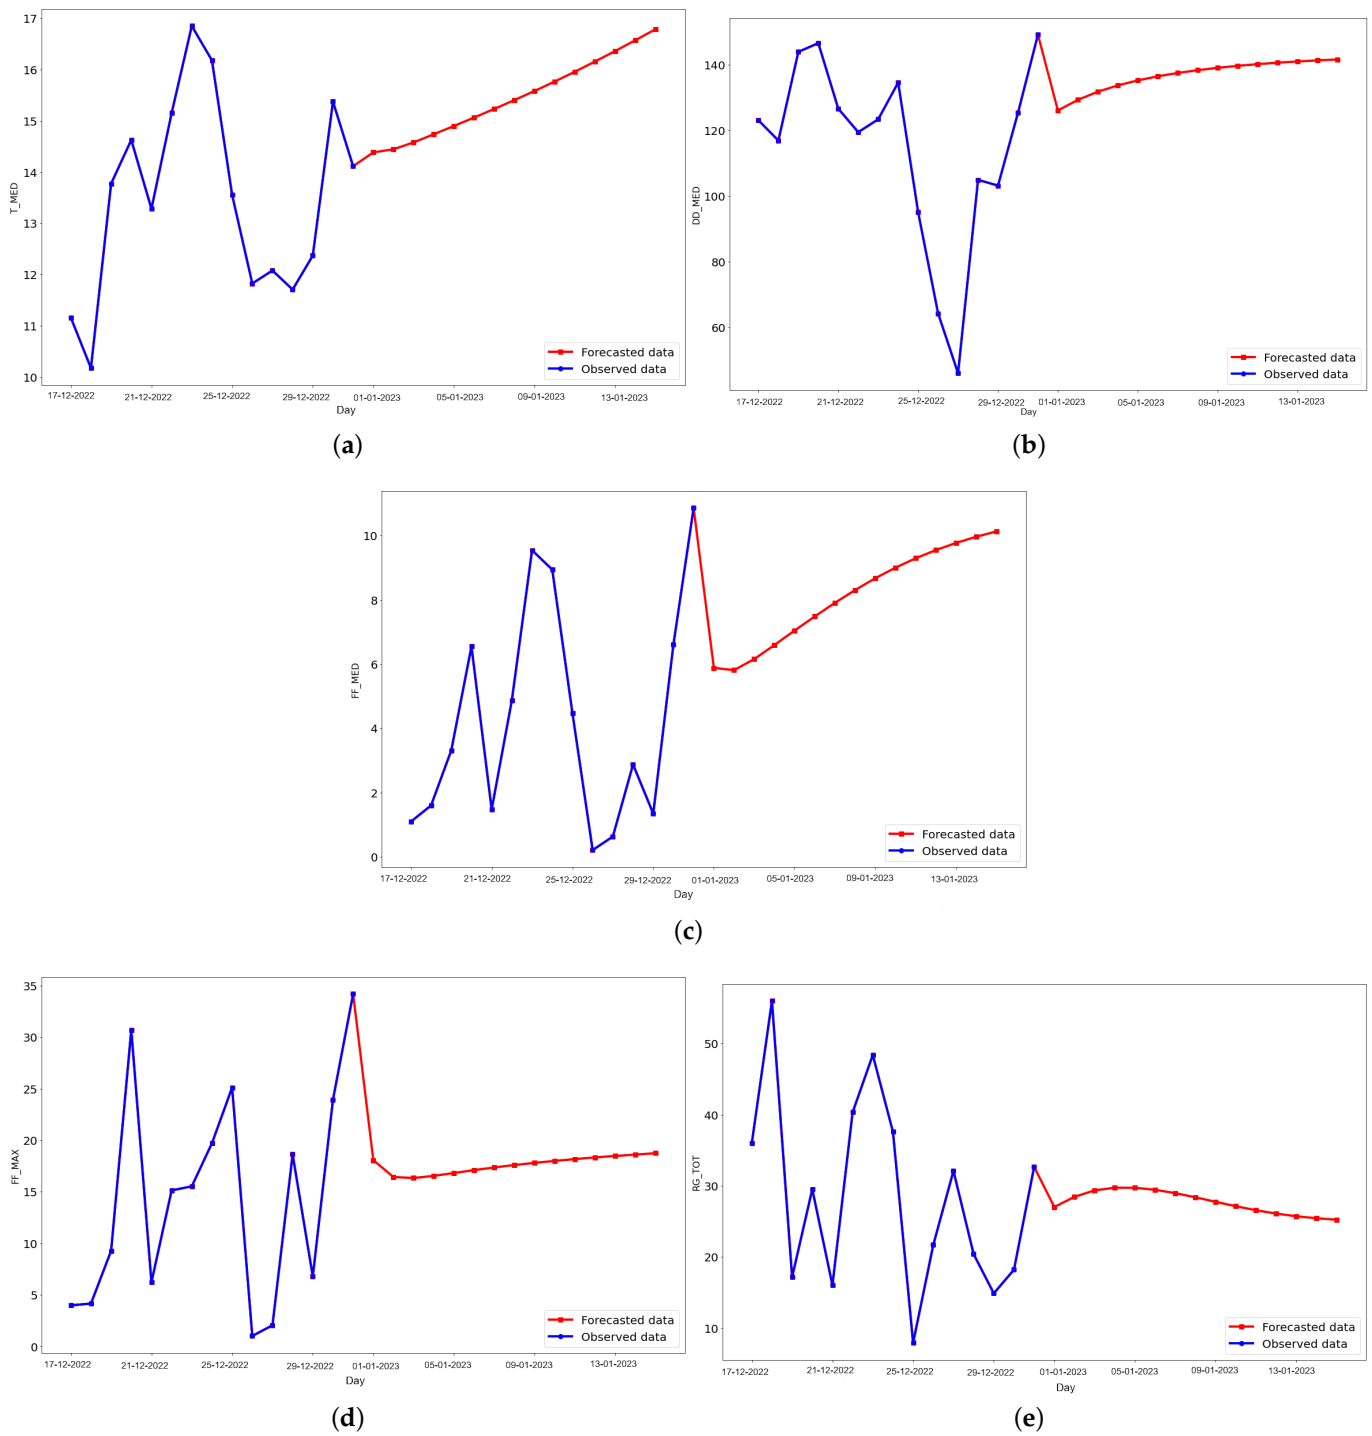 17
16
15
14
13
12
11
10
T_MED
Forecasted data
Observed data
17-12-2022 21-12-2022 25-12-2022 29-12-2022 01-01-2023 05-01-2023 09-01-2023 13-01-2023
Day
(a)
140
120
100
80
60
DD_MED
Forecasted data
Observed data
17-12-2022 21-12-2022 25-12-2022 29-12-2022 01-01-2023 05-01-2023 09-01-2023 13-01-2023
Day
(b)
10
8
6
4
2
0
FF_MED
Forecasted data
Observed data
17-12-2022 21-12-2022 25-12-2022 29-12-2022 01-01-2023 05-01-2023 09-01-2023 13-01-2023
Day
(c)
35
30
25
20
15
10
5
0
FF_MAX
Forecasted data
Observed data
17-12-2022 21-12-2022 25-12-2022 29-12-2022 01-01-2023 05-01-2023 09-01-2023 13-01-2023
Day
(d)
50
40
30
20
10
RG_TOT
Forecasted data
Observed data
17-12-2022 21-12-2022 25-12-2022 29-12-2022 01-01-2023 05-01-2023 09-01-2023 13-01-2023
Day
(e)